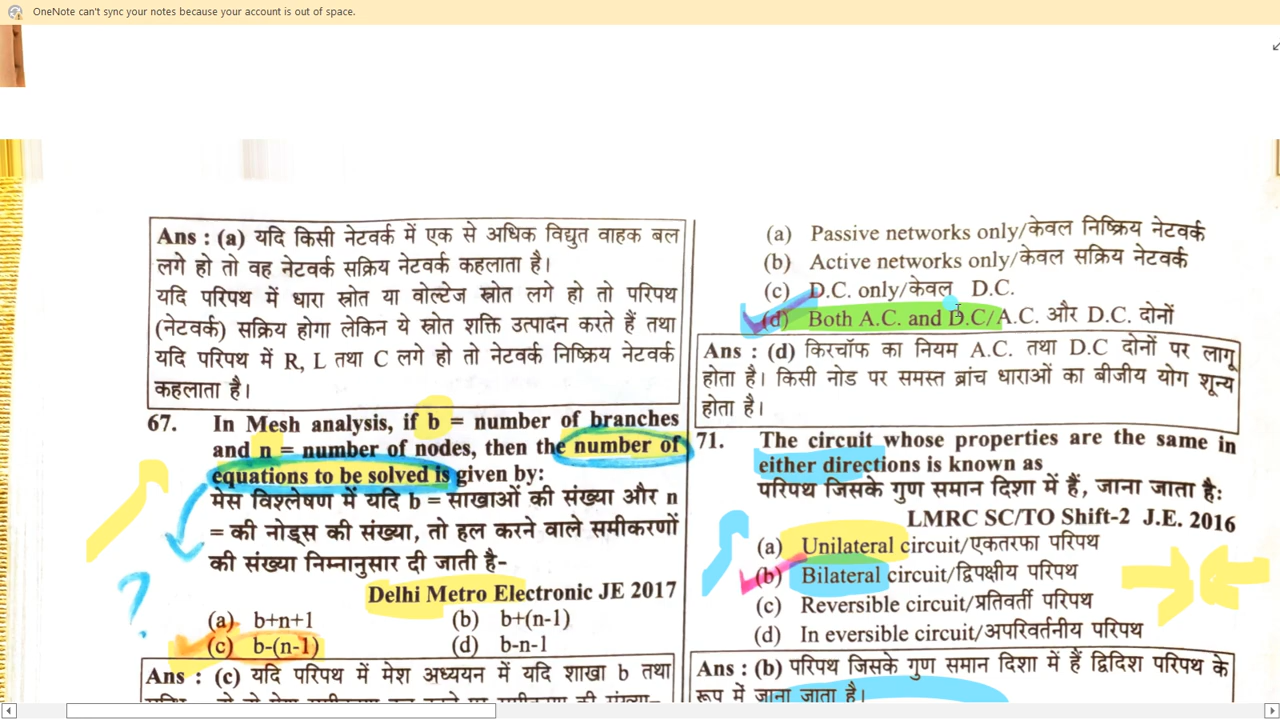 OneNote can't sync your notes because your account is out of space.
Ans : (a) यदि किसी नेटवर्क में एक से अधिक विद्युत वाहक बल
लगे हो तो वह नेटवर्क सक्रिय नेटवर्क कहलाता है।
यदि परिपथ में धारा स्रोत या वोल्टेज स्रोत लगे हो तो परिपथ
(नेटवर्क) सक्रिय होगा लेकिन ये स्रोत शक्ति उत्पादन करते हैं तथा
यदि परिपथ में R, L तथा C लगे हो तो नेटवर्क निष्क्रिय नेटवर्क
कहलाता है।
67. In Mesh analysis, if b = number of branches
and n = number of nodes, then the number of
equations to be solved is given by:
मेस विश्लेषण में यदि b = साखाओं की संख्या और n
= की नोड्स की संख्या, तो हल करने वाले समीकरणों
की संख्या निम्नानुसार दी जाती है-
?
Delhi Metro Electronic JE 2017
(a) b+n+1 (b) b+(n-1)
(c) b-(n-1) (d) b-n-1
Ans : (c) यदि परिपथ में मेश अध्ययन में यदि शाखा b तथा
(a) Passive networks only/केवल निष्क्रिय नेटवर्क
(b) Active networks only/केवल सक्रिय नेटवर्क
(c) D.C. only/केवल D.C.
(d) Both A.C. and D.C/A.C. और D.C. दोनों
Ans : (d) किरचॉफ का नियम A.C. तथा D.C दोनों पर लागू
होता है। किसी नोड पर समस्त ब्रांच धाराओं का बीजीय योग शून्य
होता है।
71. The circuit whose properties are the same in
either directions is known as
परिपथ जिसके गुण समान दिशा में हैं, जाना जाता है:
LMRC SC/TO Shift-2 J.E. 2016
(a) Unilateral circuit/एकतरफा परिपथ
(b) Bilateral circuit/द्विपक्षीय परिपथ
(c) Reversible circuit/प्रतिवर्ती परिपथ
(d) In eversible circuit/अपरिवर्तनीय परिपथ
Ans : (b) परिपथ जिसके गुण समान दिशा में हैं द्विदिश परिपथ के
रूप में जाना जाता है।